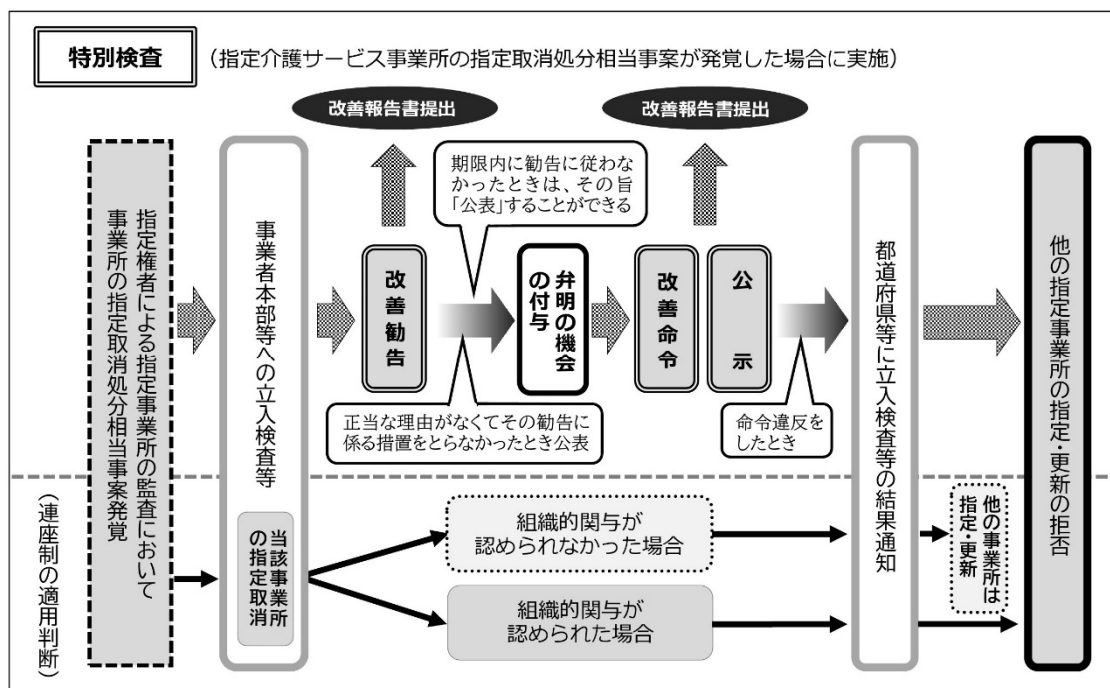 特別検査
（指定介護サービス事業所の指定取消処分相当事案が発覚した場合に実施）
改善報告書提出
改善報告書提出
指定権者による指定事業所の監査において
事業所の指定取消処分相当事案発覚
事業者本部等への立入検査等
改善勧告
期限内に勧告に従わな
かったときは、その旨
「公表」することができる
正当な理由がなくてその勧告に
係る措置をとらなかったとき公表
弁明の機会
の付与
改善命令
公示
命令違反を
したとき
都道府県等に立入検査等の結果通知
他の指定事業所の指定・更新の拒否
（連座制の適用判断）
当該事業所
の指定取消
組織的関与が
認められなかった場合
組織的関与が
認められた場合
他の事業所は
指定・更新